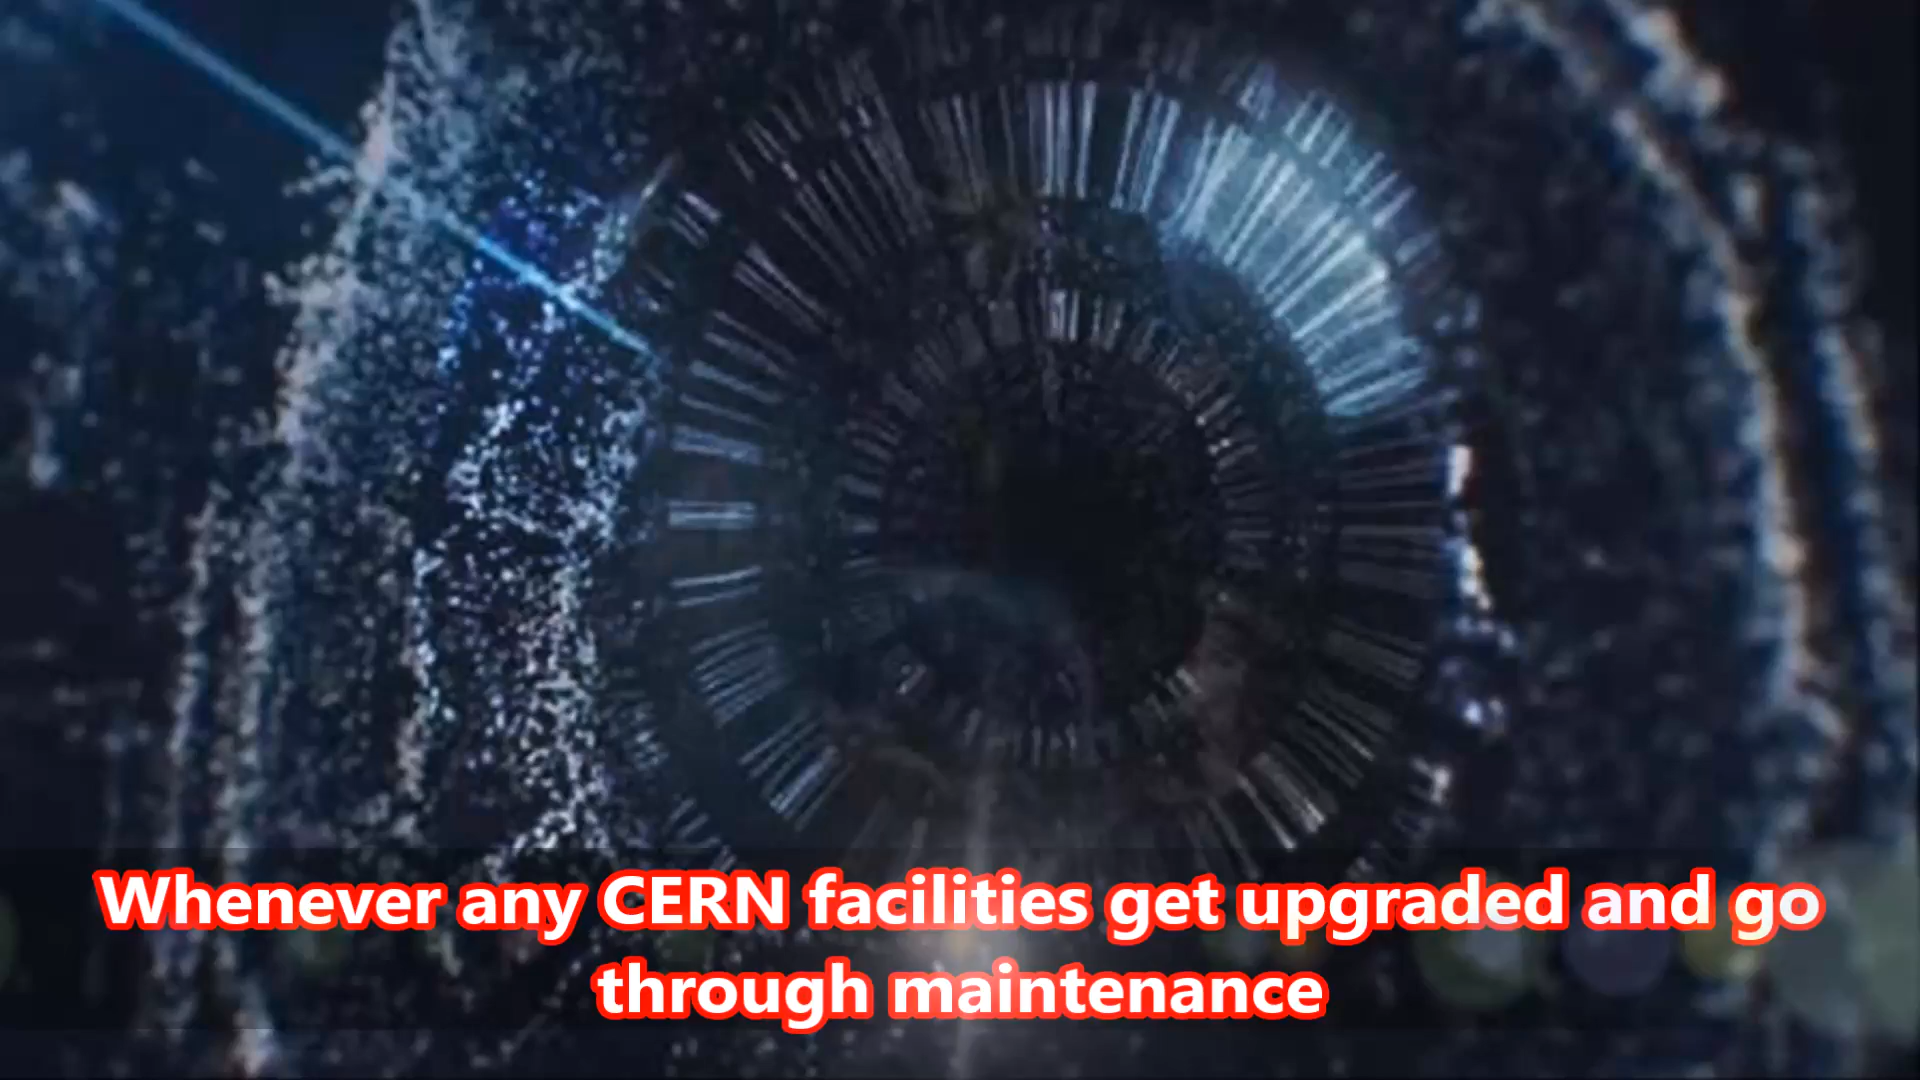 Whenever any CERN facilities get upgraded and go
through maintenance